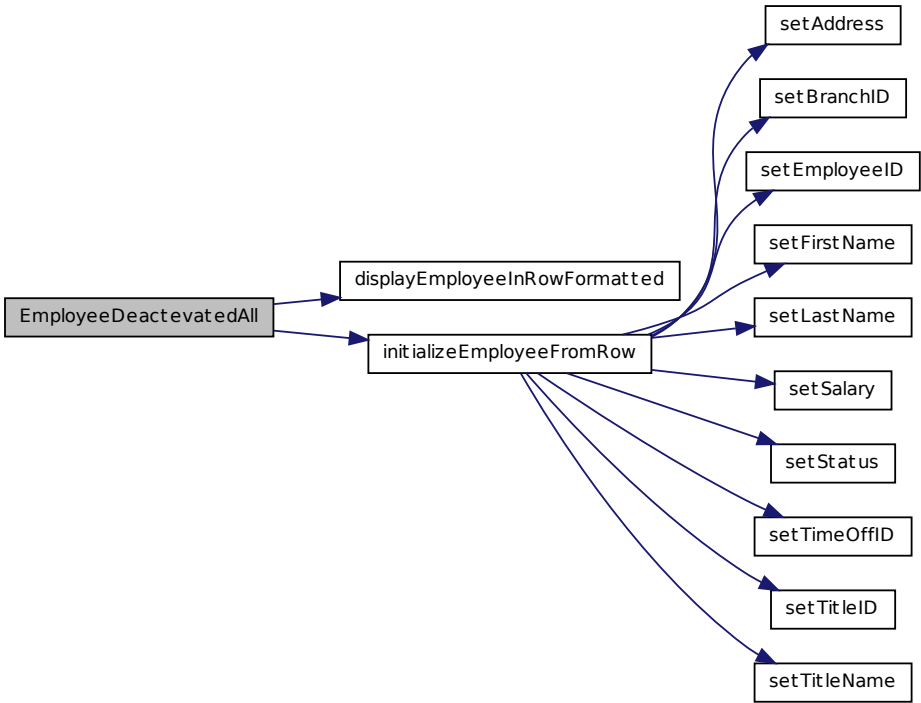 setAddress
setBranchID
setEmployeeID
setFirstName
displayEmployeeInRowFormatted
EmployeeDeactevatedAll
setLastName
initializeEmployeeFromRow
setSalary
setStatus
setTimeOffID
setTitleID
setTitleName